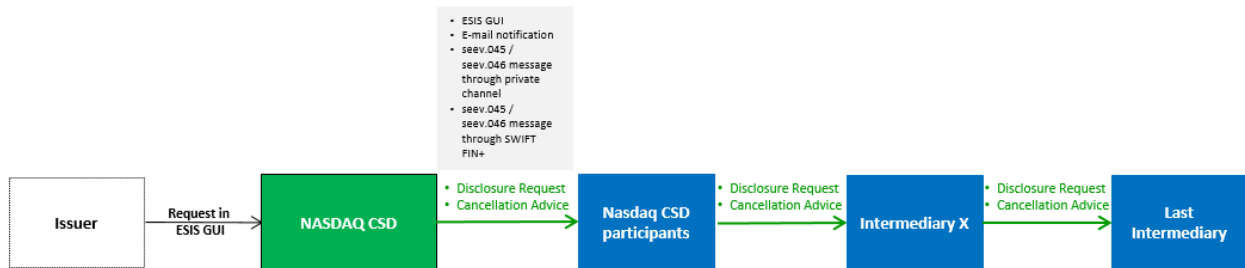 • ESIS GUI
• E-mail notification
• seev.045 /
seev.046 message
through private
channel
• seev.045 /
seev.046 message
through SWIFT
FIN+
Issuer
Request in
ESIS GUI
NASDAQ CSD
• Disclosure Request
• Cancellation Advice
Nasdaq CSD
participants
• Disclosure Request
• Cancellation Advice
Intermediary X
• Disclosure Request
• Cancellation Advice
Last
Intermediary